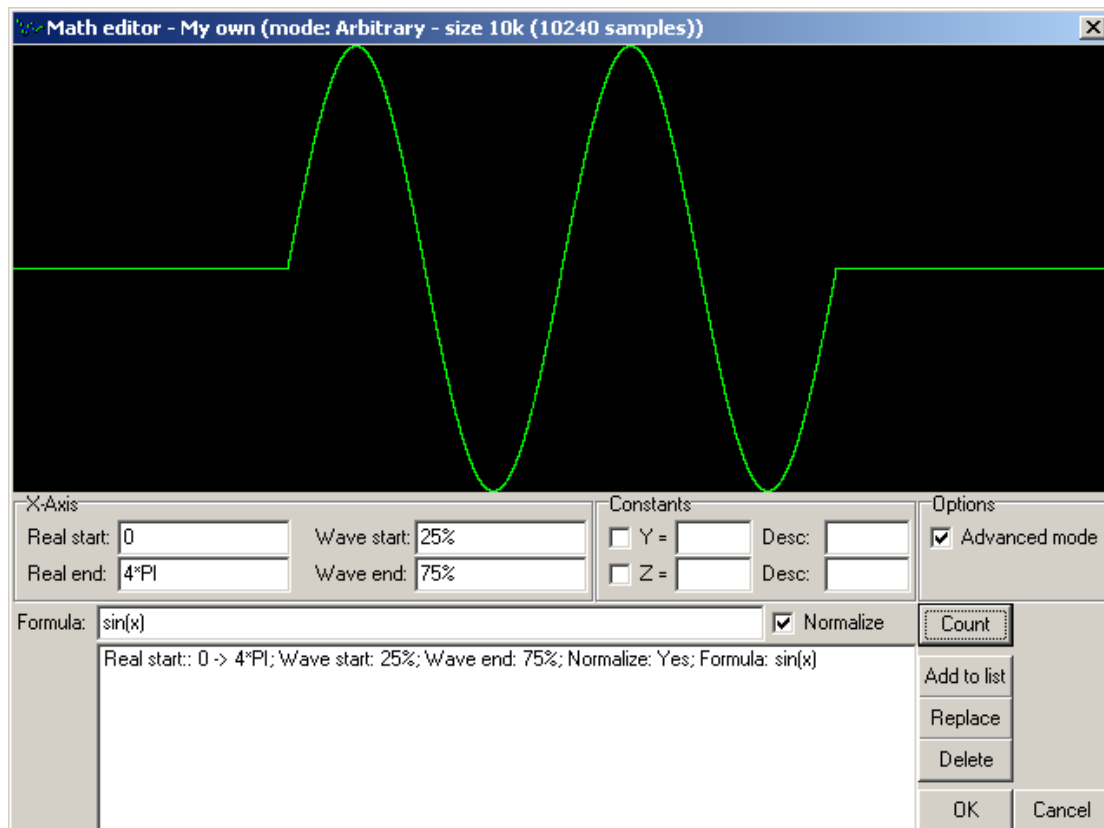 Math editor - My own (mode: Arbitrary - size 10k (10240 samples))
X-Axis
Constants
Options
Real start: 0 Wave start: 25% Y = Desc: Advanced mode
Real end: 4*PI Wave end: 75% Z = Desc:
Formula: sin(x) Normalize Count
Real start:: 0 -> 4*PI; Wave start: 25%; Wave end: 75%; Normalize: Yes; Formula: sin(x)
Add to list
Replace
Delete
OK Cancel